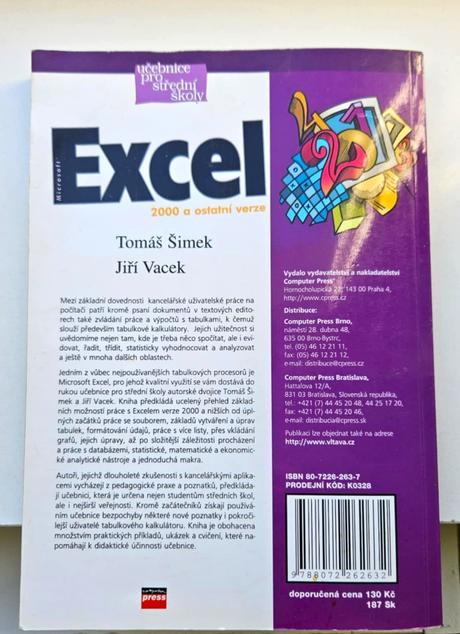 učebnice
pro
střední
školy
Microsoft
Excel
2000 a ostatní verze
Tomáš Šimek
Jiří Vacek
Mezi základní dovednosti kancelářské uživatelské práce na
počítači patří kromě psaní dokumentů v textových edito-
rech také zvládání práce a výpočtů s tabulkami, k čemuž
slouží především tabulkové kalkulátory. Jejich užitečnost si
uvědomíme nejen tam, kde je třeba něco spočítat, ale i ev-
idovat, řadit, třídit, statisticky vyhodnocovat a analyzovat
a ještě v mnoha dalších oblastech.
Jedním z vůbec nejpoužívanějších tabulkových procesorů je
Microsoft Excel, pro jehož kvalitní využití se vám dostává do
rukou učebnice pro střední školy autorské dvojice Tomáš Ši-
mek a Jiří Vacek. Kniha předkládá ucelený přehled základ-
ních možností práce s Excelem verze 2000 a nižších od úpl-
ných začátků práce se souborem, základů vytváření a úprav
tabulek, formátování údajů, práce s více listy, přes vkládání
grafů, jejich úpravy, až po složitější záležitosti procházení
a práce s databázemi, statistické, matematické a ekonomic-
ké analytické nástroje a jednoduchá makra.
Autoři, jejichž dlouholeté zkušenosti s kancelářskými aplika-
cemi vycházejí z pedagogické praxe a poznatků, předkláda-
jí učebnici, která je určena nejen studentům středních škol,
ale i nejširší veřejnosti. Kromě začátečníků získají používá-
ním učebnice bezpochyby některé nové poznatky i pokroči-
lejší uživatelé tabulkového kalkulátoru. Kniha je obohacena
množstvím praktických příkladů, ukázek a cvičení, které na-
pomáhají k didaktické účinnosti učebnice.
computer
press
Vydalo vydavatelství a nakladatelství
Computer Press®
Hornocholupická 22, 143 00 Praha 4,
http://www.cpress.cz
Distribuce:
Computer Press Brno,
náměstí 28. dubna 48,
635 00 Brno-Bystrc,
tel. (05) 46 12 21 11,
fax: (05) 46 12 21 12,
e-mail: distribuce@cpress.cz
Computer Press Bratislava,
Hattalova 12/A,
831 03 Bratislava, Slovenská republika,
tel.: +421 (7) 44 45 20 48, 44 25 17 20,
fax: +421 (7) 44 45 20 46,
e-mail: distribucia@cpress.sk
Publikaci lze objednat také na adrese
http://www.vltava.cz
ISBN 80-7226-263-7
PRODEJNÍ KÓD: K0328
9 788072 262632
doporučená cena 130 Kč
187 Sk